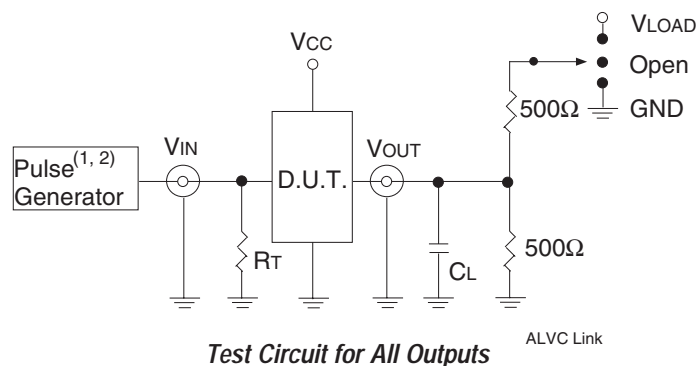 VLOAD
VCC
Open
500Ω
GND
VIN
VOUT
Pulse(1, 2)
Generator
D.U.T.
RT
CL
500Ω
ALVC Link
Test Circuit for All Outputs